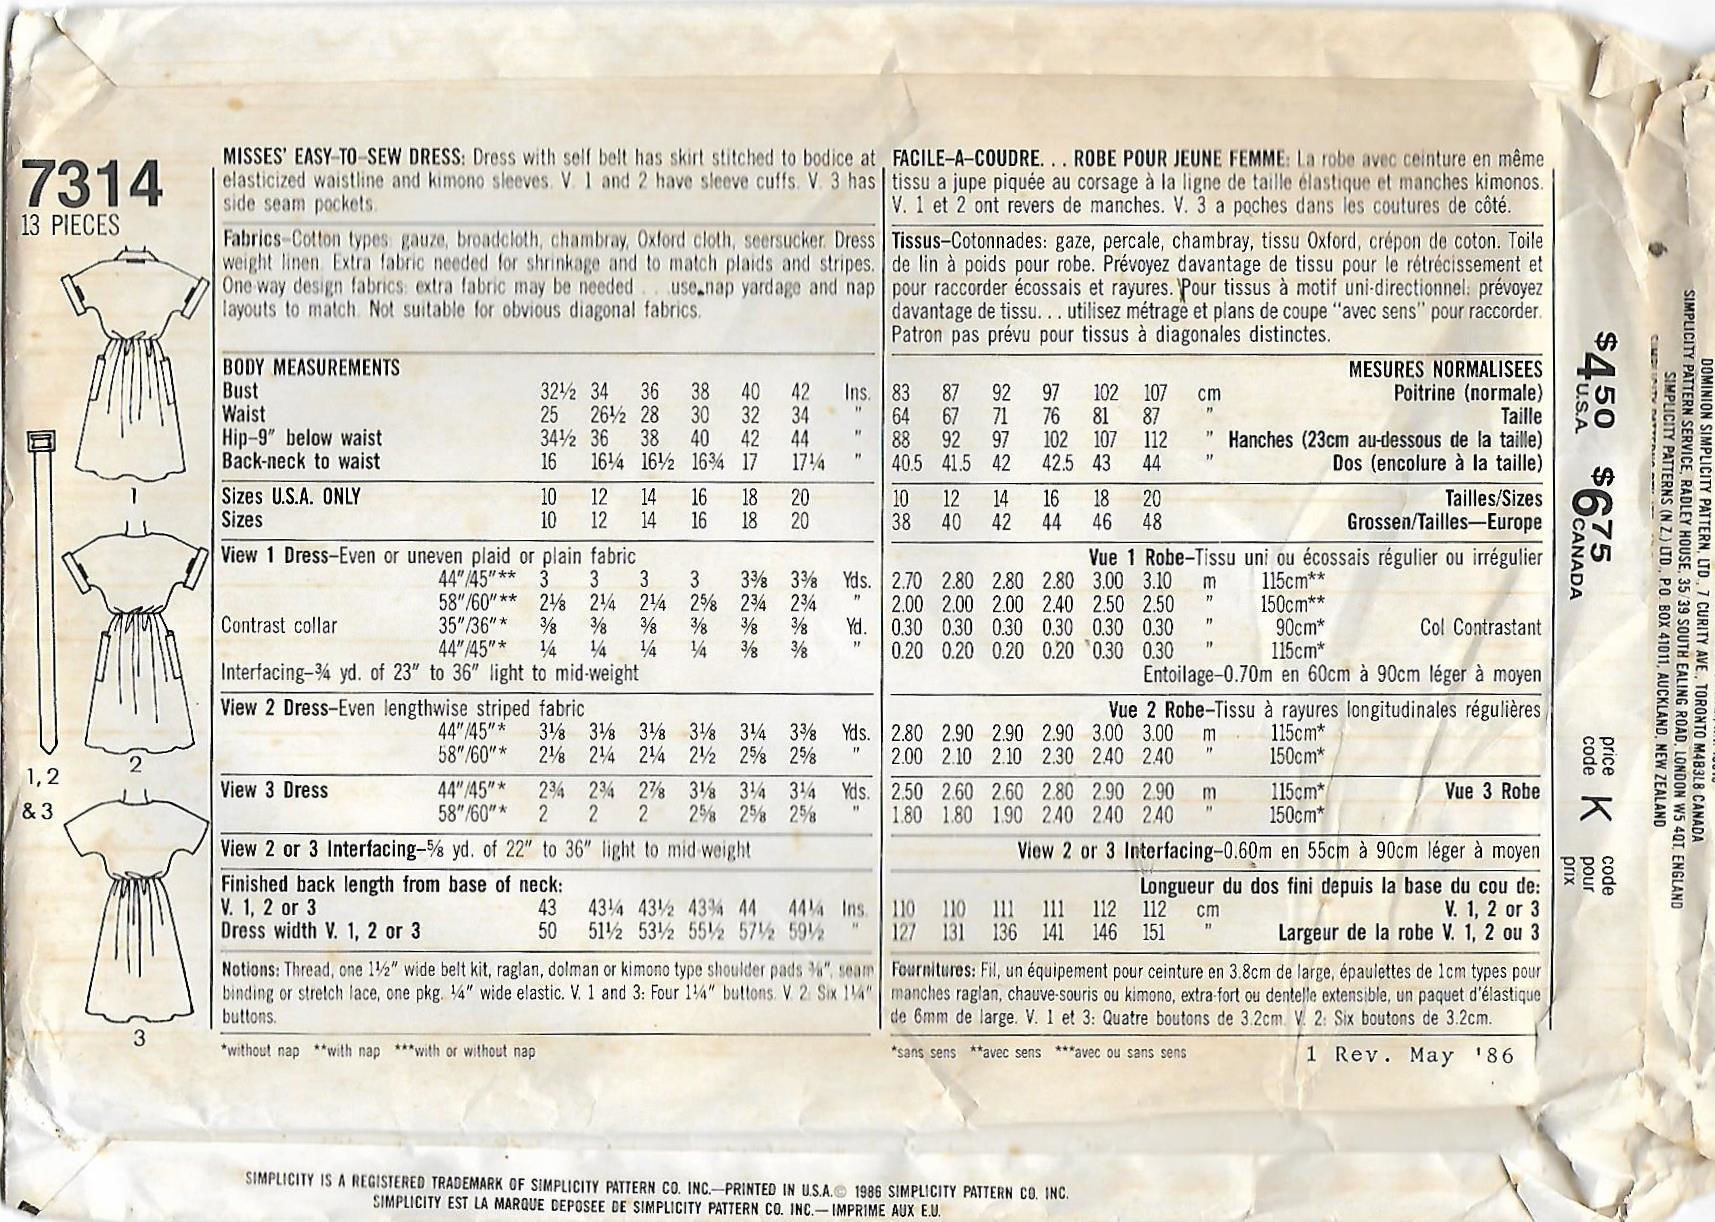 7314
13 PIECES
1
2
1, 2
& 3
3
MISSES' EASY-TO-SEW DRESS: Dress with self belt has skirt stitched to bodice at
elasticized waistline and kimono sleeves. V. 1 and 2 have sleeve cuffs. V. 3 has
side seam pockets.
Fabrics-Cotton types: gauze, broadcloth, chambray, Oxford cloth, seersucker. Dress
weight linen. Extra fabric needed for shrinkage and to match plaids and stripes.
One-way design fabrics: extra fabric may be needed . . . use nap yardage and nap
layouts to match. Not suitable for obvious diagonal fabrics.
BODY MEASUREMENTS
Bust 32½ 34 36 38 40 42 Ins.
Waist 25 26½ 28 30 32 34 "
Hip-9" below waist 34½ 36 38 40 42 44 "
Back-neck to waist 16 16¼ 16½ 16¾ 17 17¼ "
Sizes U.S.A. ONLY 10 12 14 16 18 20
Sizes 10 12 14 16 18 20
View 1 Dress-Even or uneven plaid or plain fabric
44"/45"** 3 3 3 3 3⅜ 3⅜ Yds.
58"/60"** 2⅛ 2¼ 2¼ 2⅝ 2¾ 2¾ "
Contrast collar 35"/36"* ⅜ ⅜ ⅜ ⅜ ⅜ ⅜ Yd.
44"/45"* ¼ ¼ ¼ ¼ ⅜ ⅜ "
Interfacing-¾ yd. of 23" to 36" light to mid-weight
View 2 Dress-Even lengthwise striped fabric
44"/45"* 3⅛ 3⅛ 3⅛ 3⅛ 3¼ 3⅜ Yds.
58"/60"* 2⅛ 2¼ 2¼ 2½ 2⅝ 2⅝ "
View 3 Dress 44"/45"* 2¾ 2¾ 2⅞ 3⅛ 3¼ 3¼ Yds.
58"/60"* 2 2 2 2⅝ 2⅝ 2⅝ "
View 2 or 3 Interfacing-⅝ yd. of 22" to 36" light to mid-weight
Finished back length from base of neck:
V. 1, 2 or 3 43 43¼ 43½ 43¾ 44 44¼ Ins.
Dress width V. 1, 2 or 3 50 51½ 53½ 55½ 57½ 59½ "
Notions: Thread, one 1½" wide belt kit, raglan, dolman or kimono type shoulder pads ⅜", seam
binding or stretch lace, one pkg. ¼" wide elastic. V. 1 and 3: Four 1¼" buttons. V. 2: Six 1¼"
buttons.
*without nap **with nap ***with or without nap
FACILE-A-COUDRE. . . ROBE POUR JEUNE FEMME: La robe avec ceinture en même
tissu a jupe piquée au corsage à la ligne de taille élastique et manches kimonos.
V. 1 et 2 ont revers de manches. V. 3 a poches dans les coutures de côté.
Tissus-Cotonnades: gaze, percale, chambray, tissu Oxford, crépon de coton. Toile
de lin à poids pour robe. Prévoyez davantage de tissu pour le rétrécissement et
pour raccorder écossais et rayures. Pour tissus à motif uni-directionnel: prévoyez
davantage de tissu. . . utilisez métrage et plans de coupe "avec sens" pour raccorder.
Patron pas prévu pour tissus à diagonales distinctes.
MESURES NORMALISEES
83 87 92 97 102 107 cm Poitrine (normale)
64 67 71 76 81 87 " Taille
88 92 97 102 107 112 " Hanches (23cm au-dessous de la taille)
40.5 41.5 42 42.5 43 44 " Dos (encolure à la taille)
10 12 14 16 18 20 Tailles/Sizes
38 40 42 44 46 48 Grossen/Tailles—Europe
Vue 1 Robe-Tissu uni ou écossais régulier ou irrégulier
2.70 2.80 2.80 2.80 3.00 3.10 m 115cm**
2.00 2.00 2.00 2.40 2.50 2.50 " 150cm**
0.30 0.30 0.30 0.30 0.30 0.30 " 90cm* Col Contrastant
0.20 0.20 0.20 0.20 0.30 0.30 " 115cm*
Entoilage-0.70m en 60cm à 90cm léger à moyen
Vue 2 Robe-Tissu à rayures longitudinales régulières
2.80 2.90 2.90 2.90 3.00 3.00 m 115cm*
2.00 2.10 2.10 2.30 2.40 2.40 " 150cm*
2.50 2.60 2.60 2.80 2.90 2.90 m 115cm* Vue 3 Robe
1.80 1.80 1.90 2.40 2.40 2.40 " 150cm*
View 2 or 3 Interfacing-0.60m en 55cm à 90cm léger à moyen
Longueur du dos fini depuis la base du cou de:
110 110 111 111 112 112 cm V. 1, 2 or 3
127 131 136 141 146 151 " Largeur de la robe V. 1, 2 ou 3
Fournitures: Fil, un équipement pour ceinture en 3.8cm de large, épaulettes de 1cm types pour
manches raglan, chauve-souris ou kimono, extra-fort ou dentelle extensible, un paquet d'élastique
de 6mm de large. V. 1 et 3: Quatre boutons de 3.2cm. V. 2: Six boutons de 3.2cm.
*sans sens **avec sens ***avec ou sans sens
1 Rev. May '86
$4.50 U.S.A. $6.75 CANADA
price code K code pour prix
DOMINION SIMPLICITY PATTERN, LTD., 7 CURITY AVE., TORONTO M4B3L8 CANADA
SIMPLICITY PATTERN SERVICE, RADLEY HOUSE, 35/39 SOUTH EALING ROAD, LONDON W5 4QT, ENGLAND
SIMPLICITY PATTERNS (N.Z.) LTD., P.O. BOX 41011, AUCKLAND, NEW ZEALAND
SIMPLICITY IS A REGISTERED TRADEMARK OF SIMPLICITY PATTERN CO. INC.—PRINTED IN U.S.A.© 1986 SIMPLICITY PATTERN CO. INC.
SIMPLICITY EST LA MARQUE DEPOSEE DE SIMPLICITY PATTERN CO. INC.—IMPRIME AUX E.U.